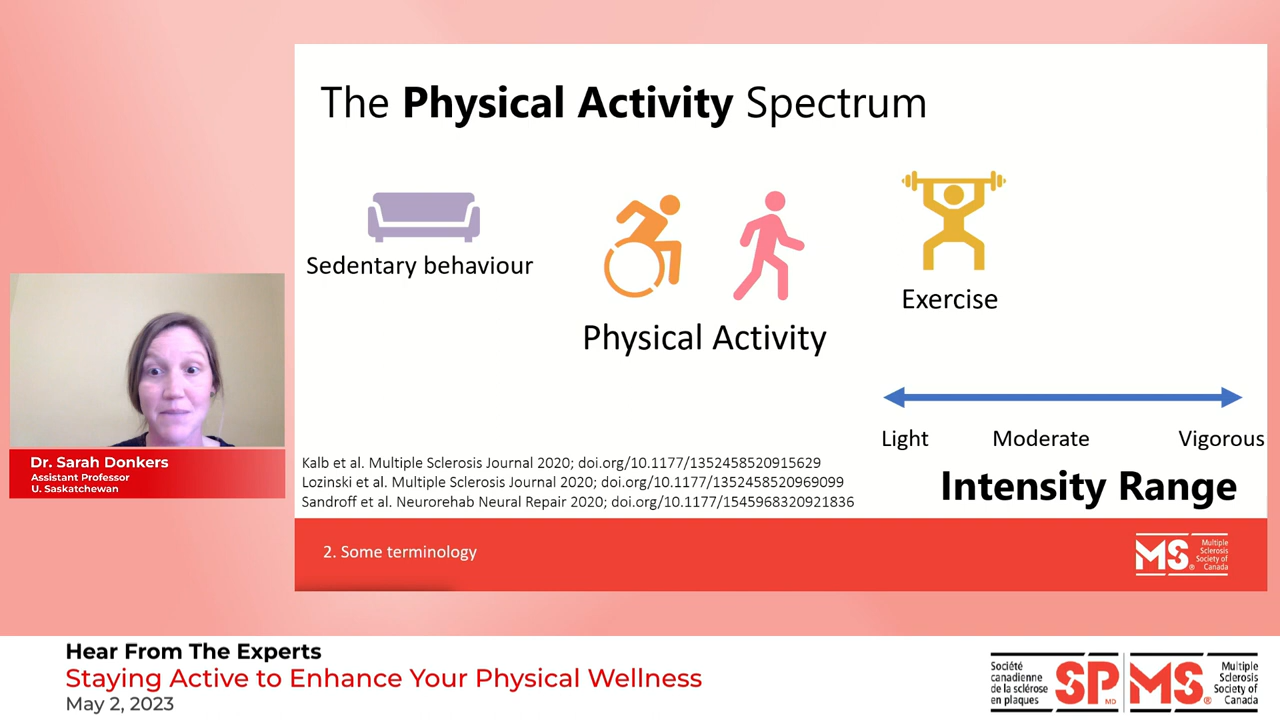 The Physical Activity Spectrum
Sedentary behaviour
Physical Activity
Exercise
Light Moderate Vigorous
Intensity Range
Kalb et al. Multiple Sclerosis Journal 2020; doi.org/10.1177/1352458520915629
Lozinski et al. Multiple Sclerosis Journal 2020; doi.org/10.1177/1352458520969099
Sandroff et al. Neurorehab Neural Repair 2020; doi.org/10.1177/1545968320921836
2. Some terminology
MS®
Multiple
Sclerosis
Society of
Canada
Dr. Sarah Donkers
Assistant Professor
U. Saskatchewan
Hear From The Experts
Staying Active to Enhance Your Physical Wellness
May 2, 2023
Société
canadienne
de la sclérose
en plaques
SP MD
MS®
Multiple
Sclerosis
Society of
Canada